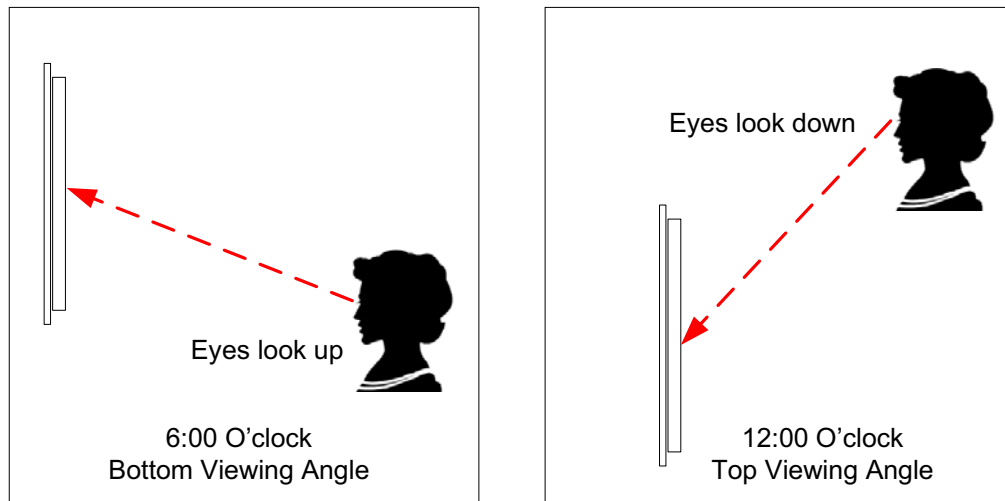 Eyes look up
6:00 O’clock
Bottom Viewing Angle
Eyes look down
12:00 O’clock
Top Viewing Angle